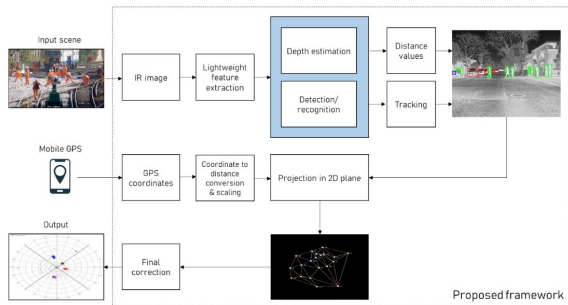 Input scene
IR image
Lightweight
feature
extraction
Depth estimation
Detection/
recognition
Distance
values
Tracking
Mobile GPS
GPS
coordinates
Coordinate to
distance
conversion
& scaling
Projection in 2D plane
Output
Final
correction
Proposed framework